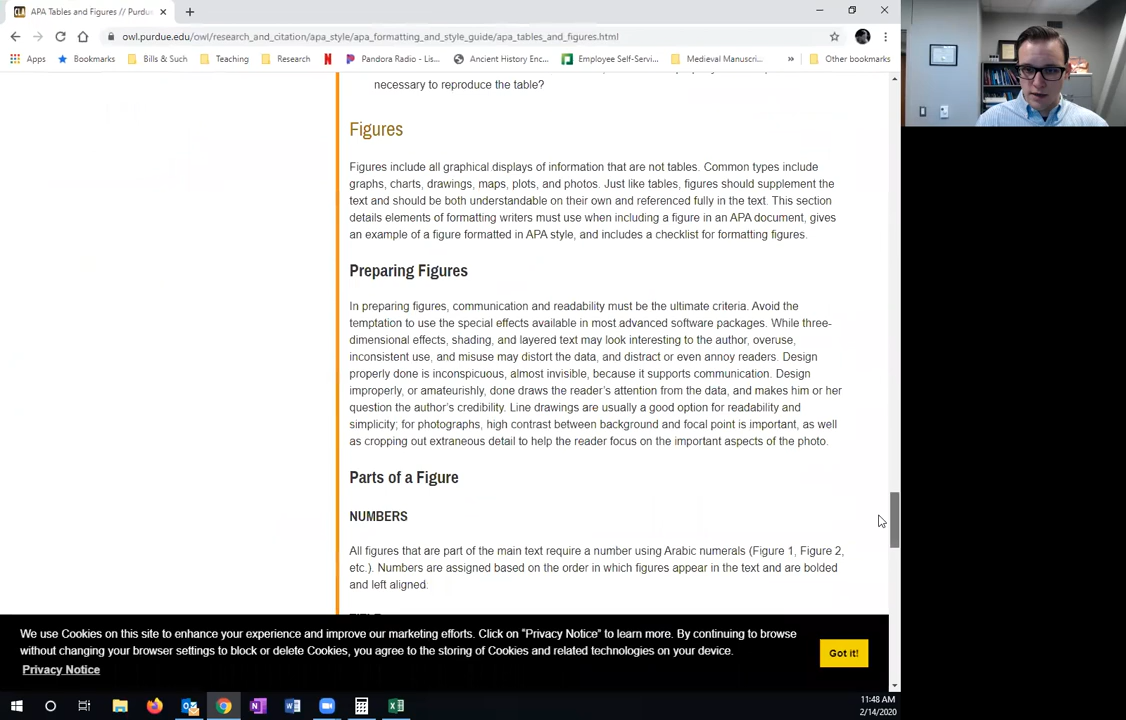 APA Tables and Figures // Purdu
owl.purdue.edu/owl/research_and_citation/apa_style/apa_formatting_and_style_guide/apa_tables_and_figures.html
Apps Bookmarks Bills & Such Teaching Research Pandora Radio - Lis... Ancient History Enc... Employee Self-Servi... Medieval Manuscri... » Other bookmarks
necessary to reproduce the table?
Figures
Figures include all graphical displays of information that are not tables. Common types include
graphs, charts, drawings, maps, plots, and photos. Just like tables, figures should supplement the
text and should be both understandable on their own and referenced fully in the text. This section
details elements of formatting writers must use when including a figure in an APA document, gives
an example of a figure formatted in APA style, and includes a checklist for formatting figures.
Preparing Figures
In preparing figures, communication and readability must be the ultimate criteria. Avoid the
temptation to use the special effects available in most advanced software packages. While three-
dimensional effects, shading, and layered text may look interesting to the author, overuse,
inconsistent use, and misuse may distort the data, and distract or even annoy readers. Design
properly done is inconspicuous, almost invisible, because it supports communication. Design
improperly, or amateurishly, done draws the reader's attention from the data, and makes him or her
question the author's credibility. Line drawings are usually a good option for readability and
simplicity; for photographs, high contrast between background and focal point is important, as well
as cropping out extraneous detail to help the reader focus on the important aspects of the photo.
Parts of a Figure
NUMBERS
All figures that are part of the main text require a number using Arabic numerals (Figure 1, Figure 2,
etc.). Numbers are assigned based on the order in which figures appear in the text and are bolded
and left aligned.
We use Cookies on this site to enhance your experience and improve our marketing efforts. Click on "Privacy Notice" to learn more. By continuing to browse
without changing your browser settings to block or delete Cookies, you agree to the storing of Cookies and related technologies on your device.
Got it!
Privacy Notice
11:48 AM
2/14/2020